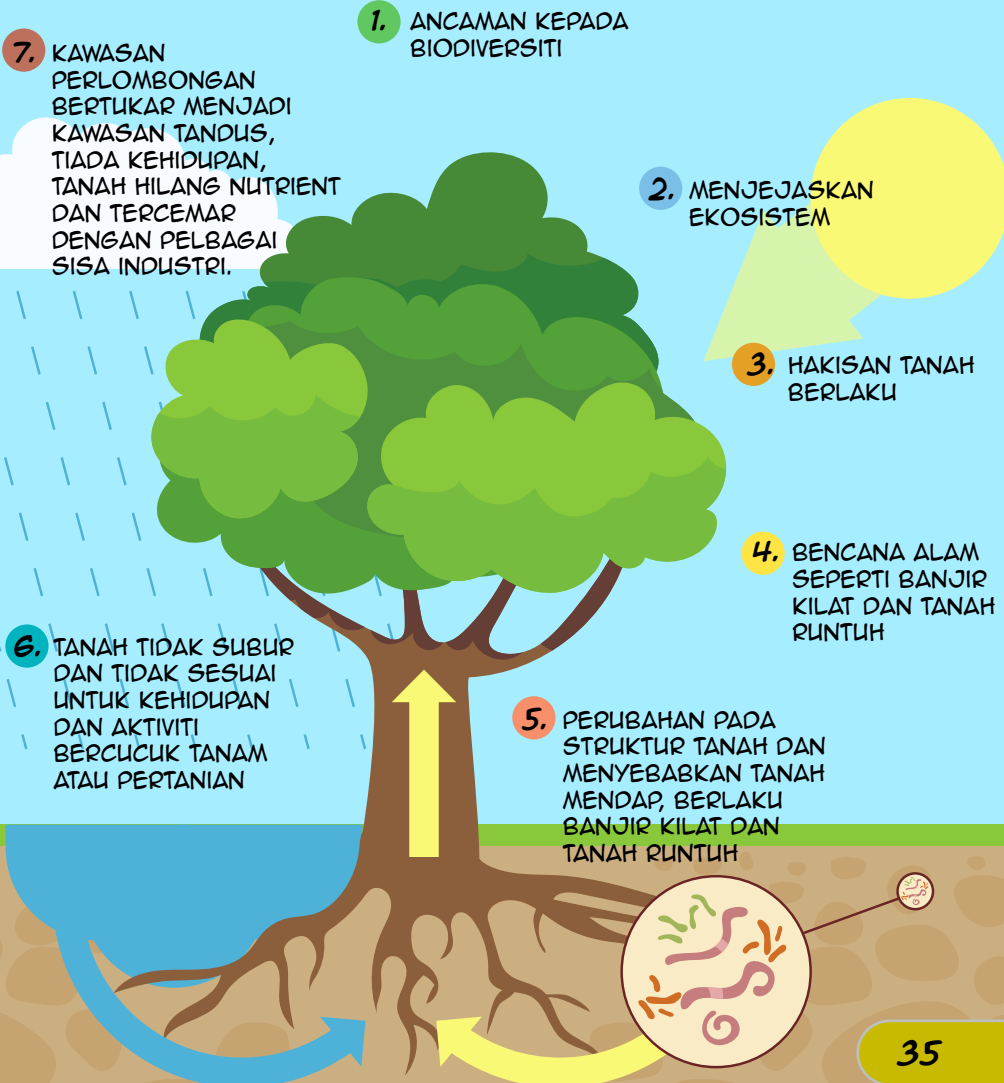 1. ANCAMAN KEPADA
BIODIVERSITI
2. MENJEJASKAN
EKOSISTEM
3. HAKISAN TANAH
BERLAKU
4. BENCANA ALAM
SEPERTI BANJIR
KILAT DAN TANAH
RUNTUH
5. PERUBAHAN PADA
STRUKTUR TANAH DAN
MENYEBABKAN TANAH
MENDAP, BERLAKU
BANJIR KILAT DAN
TANAH RUNTUH
6. TANAH TIDAK SUBUR
DAN TIDAK SESUAI
UNTUK KEHIDUPAN
DAN AKTIVITI
BERCUCUK TANAM
ATAU PERTANIAN
7. KAWASAN
PERLOMBONGAN
BERTUKAR MENJADI
KAWASAN TANDUS,
TIADA KEHIDUPAN,
TANAH HILANG NUTRIENT
DAN TERCEMAR
DENGAN PELBAGAI
SISA INDUSTRI.
35